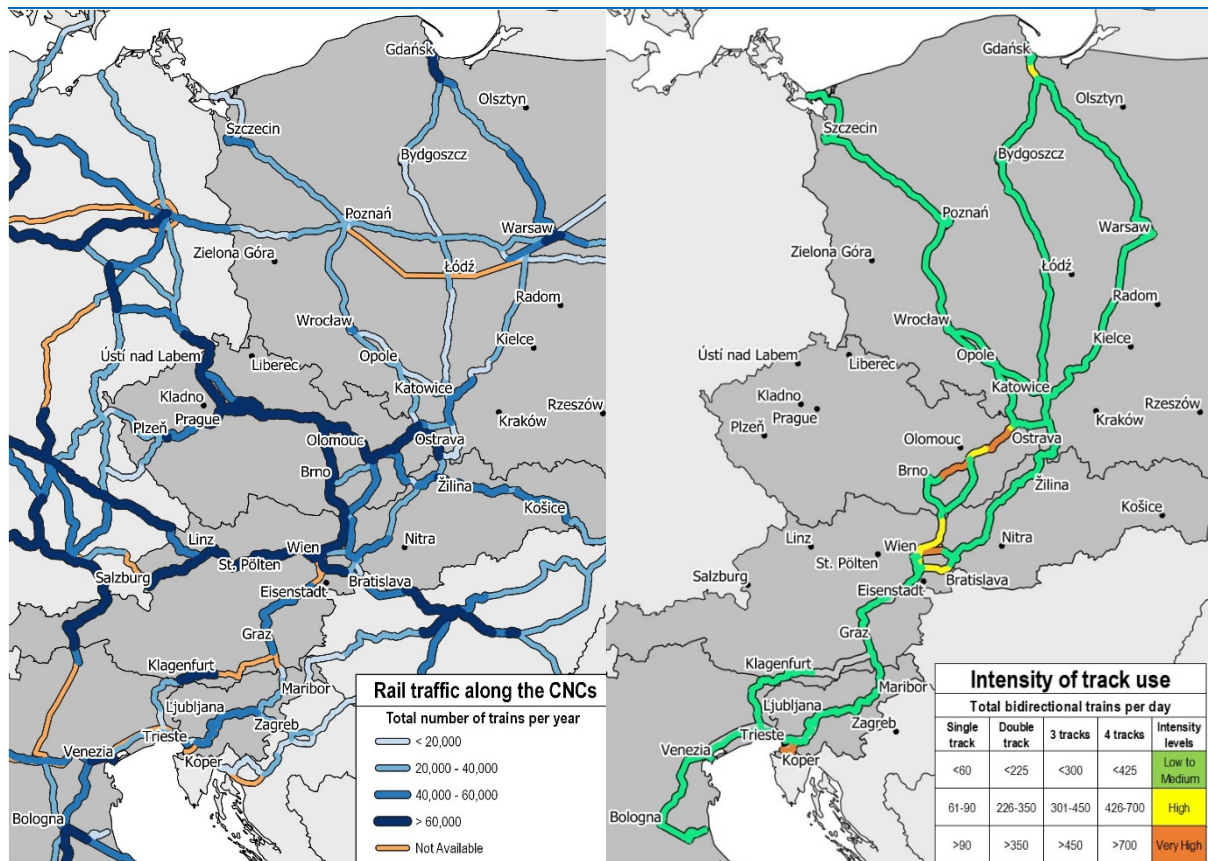 Gdańsk
Olsztyn
Szczecin
Bydgoszcz
Poznań
Warsaw
Zielona Góra
Łódź
Radom
Wrocław
Kielce
Ústí nad Labem
Liberec
Opole
Katowice
Kladno
Prague
Kraków
Rzeszów
Plzeň
Olomouc
Ostrava
Brno
Žilina
Košice
Linz
Wien
Nitra
St. Pölten
Salzburg
Bratislava
Eisenstadt
Graz
Klagenfurt
Maribor
Ljubljana
Zagreb
Trieste
Venezia
Koper
Bologna
Rail traffic along the CNCs
Total number of trains per year
< 20,000
20,000 - 40,000
40,000 - 60,000
> 60,000
Not Available
Gdańsk
Olsztyn
Szczecin
Bydgoszcz
Poznań
Warsaw
Zielona Góra
Łódź
Radom
Wrocław
Kielce
Ústí nad Labem
Liberec
Opole
Katowice
Kladno
Prague
Kraków
Rzeszów
Plzeň
Olomouc
Ostrava
Brno
Žilina
Košice
Linz
Wien
Nitra
St. Pölten
Salzburg
Bratislava
Eisenstadt
Graz
Klagenfurt
Maribor
Ljubljana
Zagreb
Trieste
Venezia
Koper
Bologna
Intensity of track use
Total bidirectional trains per day
Single track Double track 3 tracks 4 tracks Intensity levels
<60 <225 <300 <425 Low to Medium
61-90 226-350 301-450 426-700 High
>90 >350 >450 >700 Very High